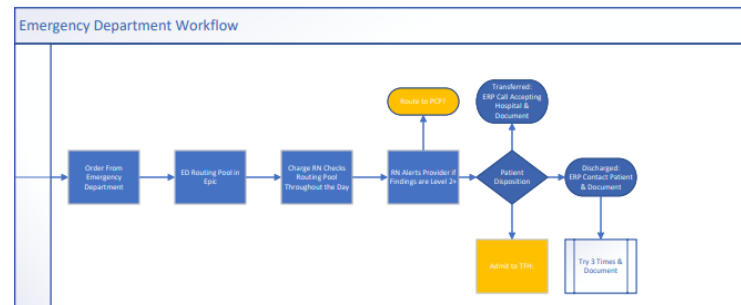 Emergency Department Workflow
Transferred:
ERP Call Accepting
Hospital &
Document
Route to PCP?
Order From
Emergency
Department
ED Routing Pool in
Epic
Charge RN Checks
Routing Pool
Throughout the Day
RN Alerts Provider if
Findings are Level 2+
Patient
Disposition
Discharged:
ERP Contact Patient
& Document
Admit to TFH:
Try 3 Times &
Document